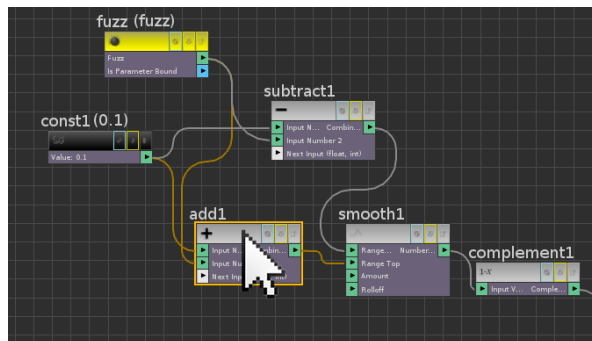 fuzz (fuzz)
Fuzz
Is Parameter Bound
subtract1
Input N... Combin...
Input Number 2
Next Input (float, int)
const1 (0.1)
Value: 0.1
add1
+
Input N... Combin...
Input Nu
Next Inp int)
smooth1
Range... Number...
Range Top
Amount
Rolloff
complement1
1-X
Input V... Comple...